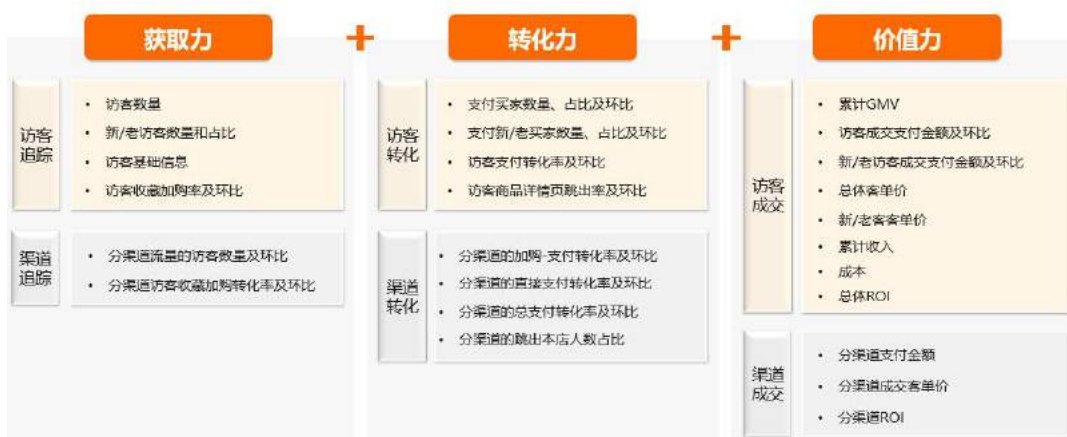 获取力
+
转化力
+
价值力
访客
追踪
• 访客数量
• 新/老访客数量和占比
• 访客基础信息
• 访客收藏加购率及环比
渠道
追踪
• 分渠道流量的访客数量及环比
• 分渠道访客收藏加购转化率及环比
访客
转化
• 支付买家数量、占比及环比
• 支付新/老买家数量、占比及环比
• 访客支付转化率及环比
• 访客商品详情页跳出率及环比
渠道
转化
• 分渠道的加购-支付转化率及环比
• 分渠道的直接支付转化率及环比
• 分渠道的总支付转化率及环比
• 分渠道的跳出本店人数占比
访客
成交
• 累计GMV
• 访客成交支付金额及环比
• 新/老访客成交支付金额及环比
• 总体客单价
• 新/老客客单价
• 累计收入
• 成本
• 总体ROI
渠道
成交
• 分渠道支付金额
• 分渠道成交客单价
• 分渠道ROI